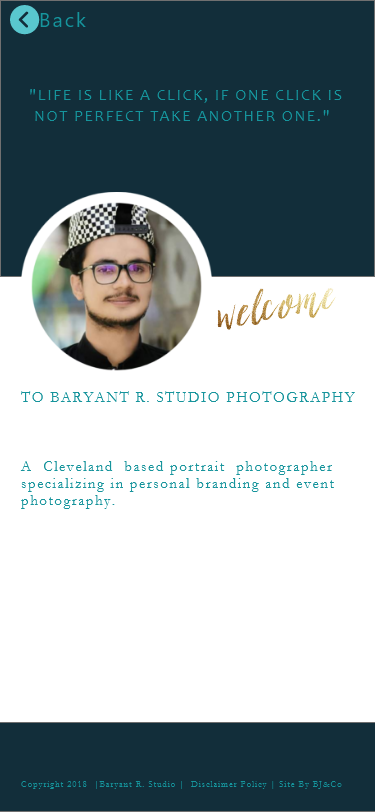 Back
"LIFE IS LIKE A CLICK, IF ONE CLICK IS
NOT PERFECT TAKE ANOTHER ONE."
welcome
TO BARYANT R. STUDIO PHOTOGRAPHY
A Cleveland based portrait photographer
specializing in personal branding and event
photography.
Copyright 2018 |Baryant R. Studio | Disclaimer Policy | Site By BJ&Co